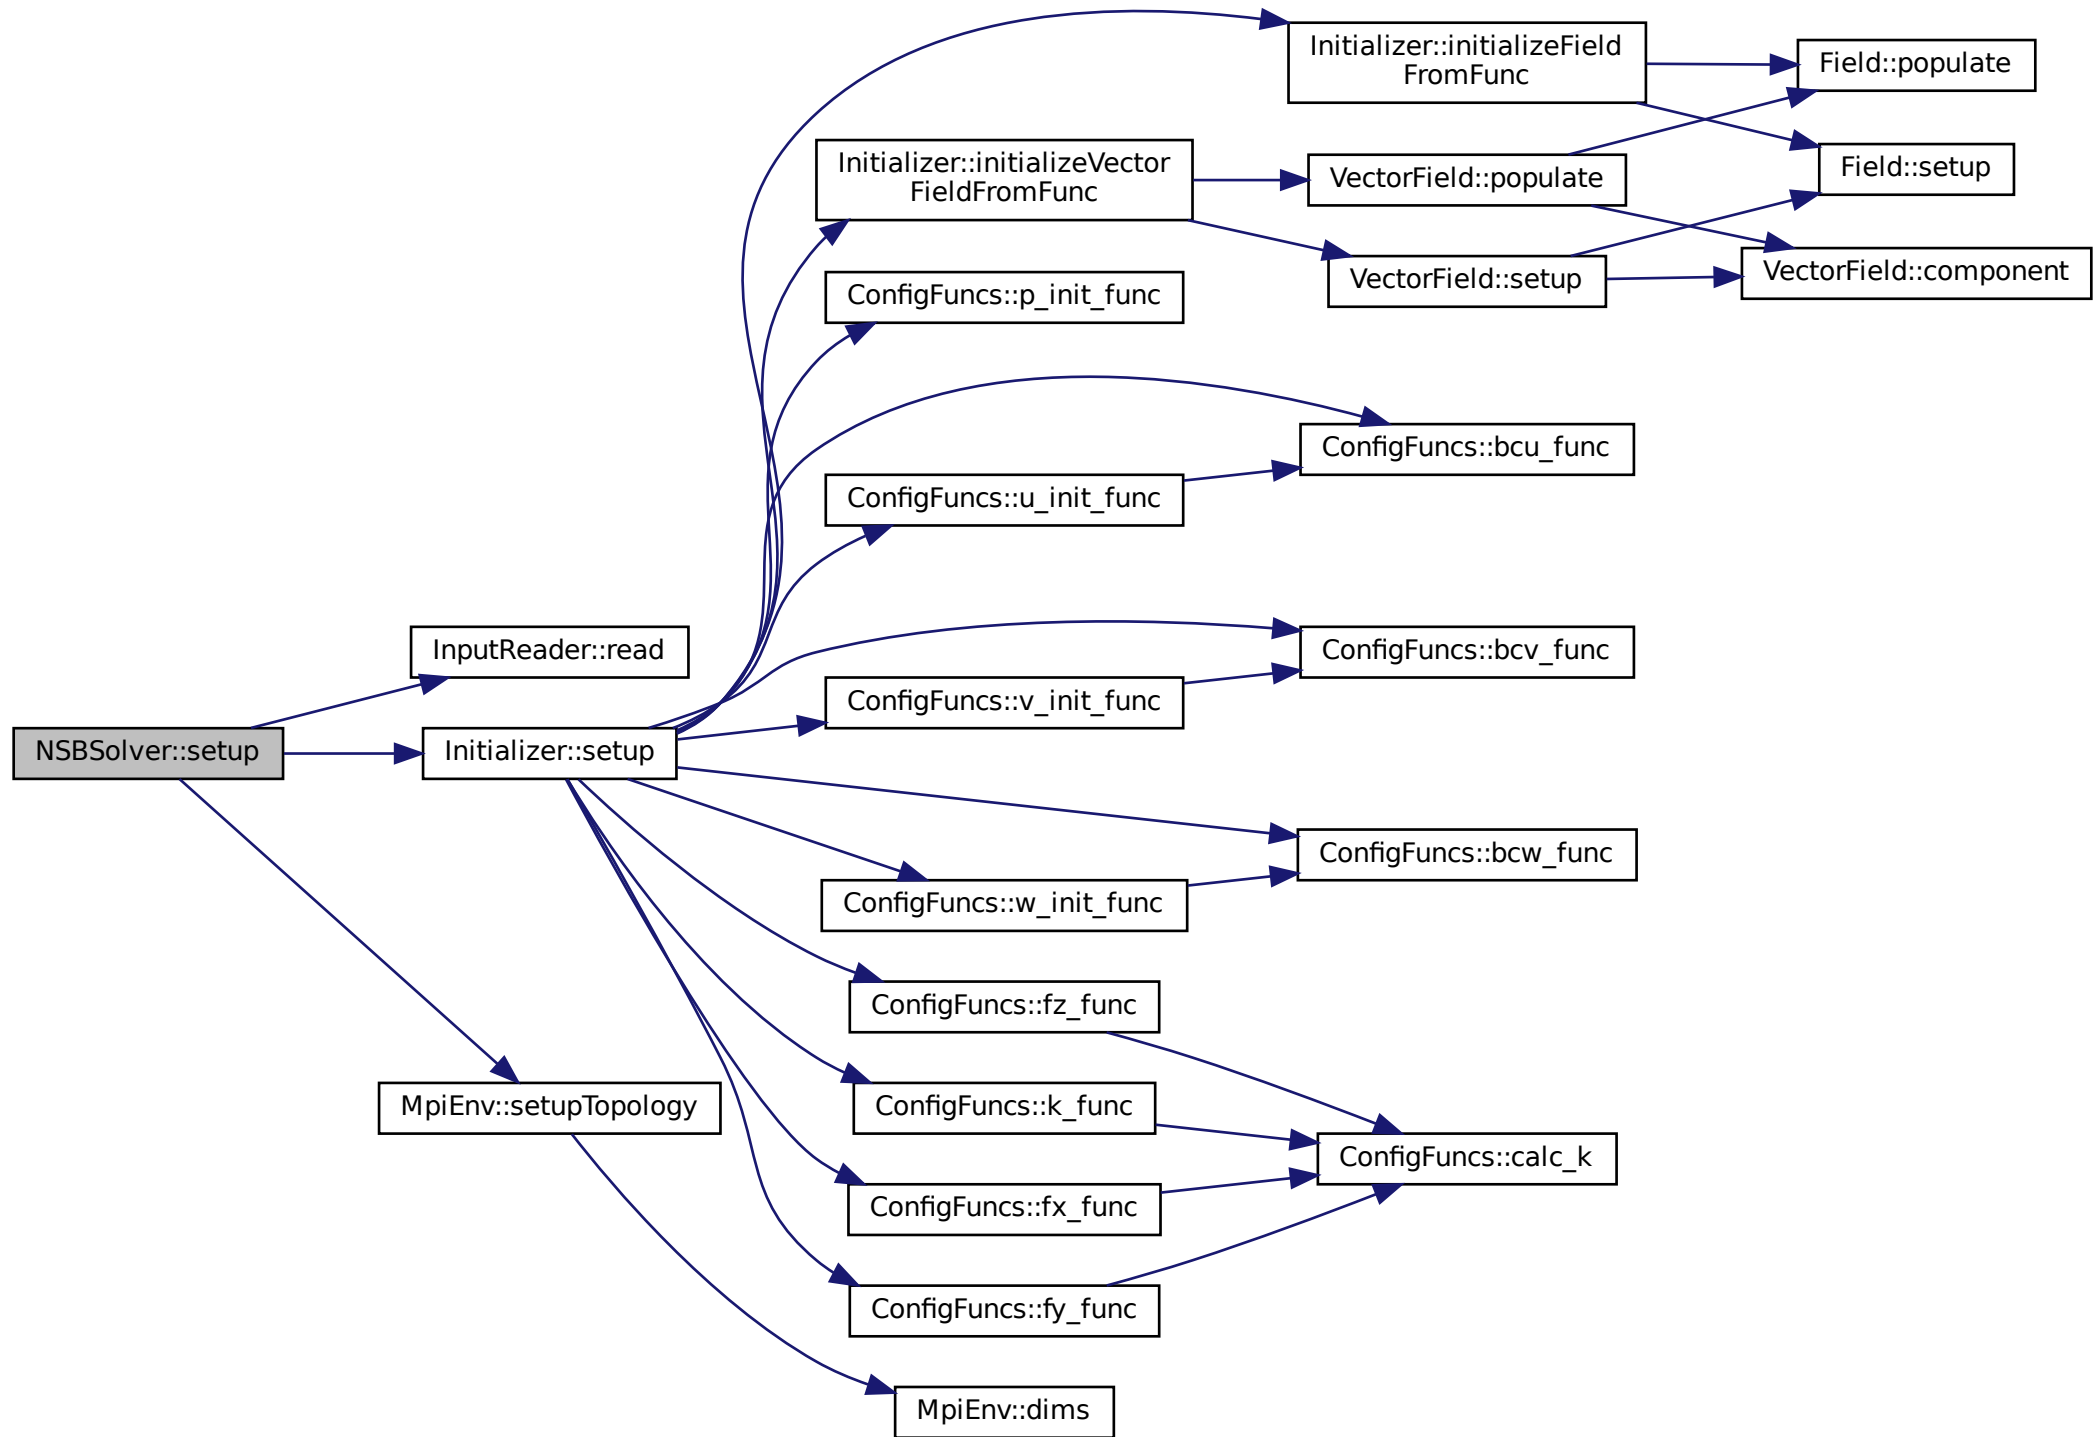 Initializer::initializeField
FromFunc
Field::populate
Initializer::initializeVector
FieldFromFunc
VectorField::populate
Field::setup
VectorField::setup
VectorField::component
ConfigFuncs::p_init_func
ConfigFuncs::bcu_func
ConfigFuncs::u_init_func
InputReader::read
ConfigFuncs::bcv_func
ConfigFuncs::v_init_func
NSBSolver::setup
Initializer::setup
ConfigFuncs::bcw_func
ConfigFuncs::w_init_func
ConfigFuncs::fz_func
MpiEnv::setupTopology
ConfigFuncs::k_func
ConfigFuncs::calc_k
ConfigFuncs::fx_func
ConfigFuncs::fy_func
MpiEnv::dims